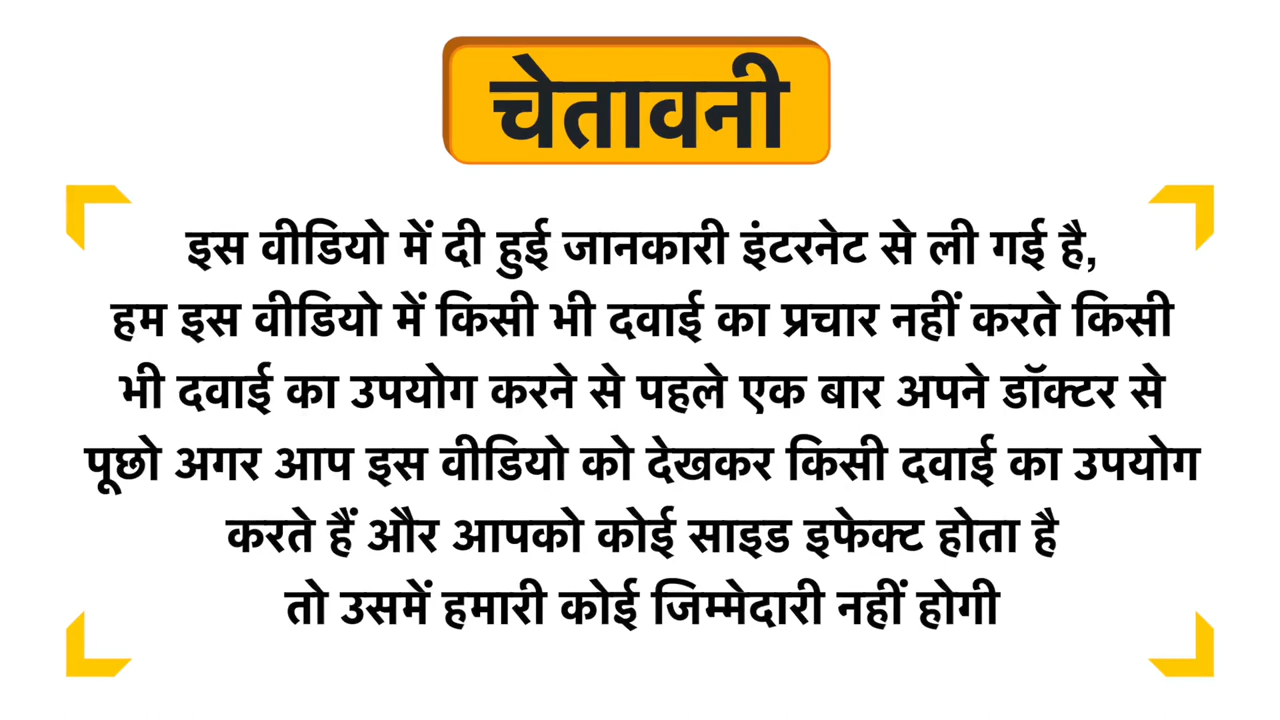 चेतावनी
इस वीडियो में दी हुई जानकारी इंटरनेट से ली गई है,
हम इस वीडियो में किसी भी दवाई का प्रचार नहीं करते किसी
भी दवाई का उपयोग करने से पहले एक बार अपने डॉक्टर से
पूछो अगर आप इस वीडियो को देखकर किसी दवाई का उपयोग
करते हैं और आपको कोई साइड इफेक्ट होता है
तो उसमें हमारी कोई जिम्मेदारी नहीं होगी